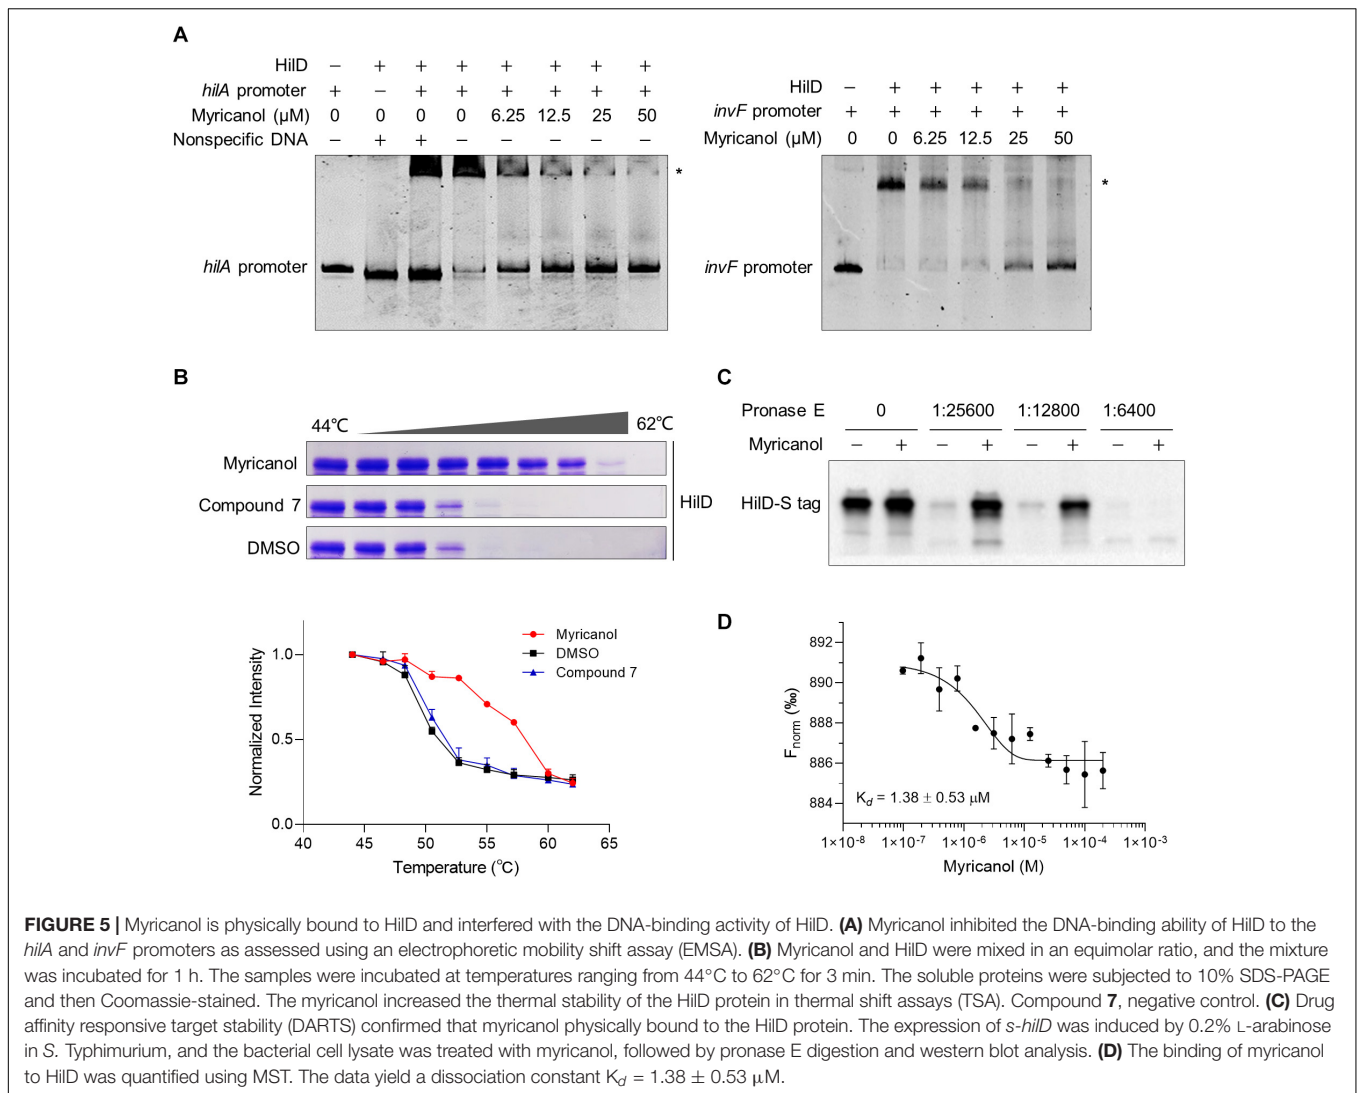 A
HilD − + + + + + + +
hilA promoter + − + + + + + +
Myricanol (µM) 0 0 0 0 6.25 12.5 25 50
Nonspecific DNA − + + − − − − −
*
hilA promoter
HilD − + + + + +
invF promoter + + + + + +
Myricanol (µM) 0 0 6.25 12.5 25 50
*
invF promoter
B
44℃ 62℃
Myricanol
Compound 7
DMSO
HilD
Normalized Intensity
1.0
0.5
0.0
40 45 50 55 60 65
Temperature (℃)
Myricanol
DMSO
Compound 7
C
Pronase E 0 1:25600 1:12800 1:6400
Myricanol − + − + − + − +
HilD-S tag
D
Fnorm (‰)
892
890
888
886
884
Kd = 1.38 ± 0.53 µM
1×10-8 1×10-7 1×10-6 1×10-5 1×10-4 1×10-3
Myricanol (M)
FIGURE 5 | Myricanol is physically bound to HilD and interfered with the DNA-binding activity of HilD. (A) Myricanol inhibited the DNA-binding ability of HilD to the
hilA and invF promoters as assessed using an electrophoretic mobility shift assay (EMSA). (B) Myricanol and HilD were mixed in an equimolar ratio, and the mixture
was incubated for 1 h. The samples were incubated at temperatures ranging from 44°C to 62°C for 3 min. The soluble proteins were subjected to 10% SDS-PAGE
and then Coomassie-stained. The myricanol increased the thermal stability of the HilD protein in thermal shift assays (TSA). Compound 7, negative control. (C) Drug
affinity responsive target stability (DARTS) confirmed that myricanol physically bound to the HilD protein. The expression of s-hilD was induced by 0.2% L-arabinose
in S. Typhimurium, and the bacterial cell lysate was treated with myricanol, followed by pronase E digestion and western blot analysis. (D) The binding of myricanol
to HilD was quantified using MST. The data yield a dissociation constant Kd = 1.38 ± 0.53 µM.